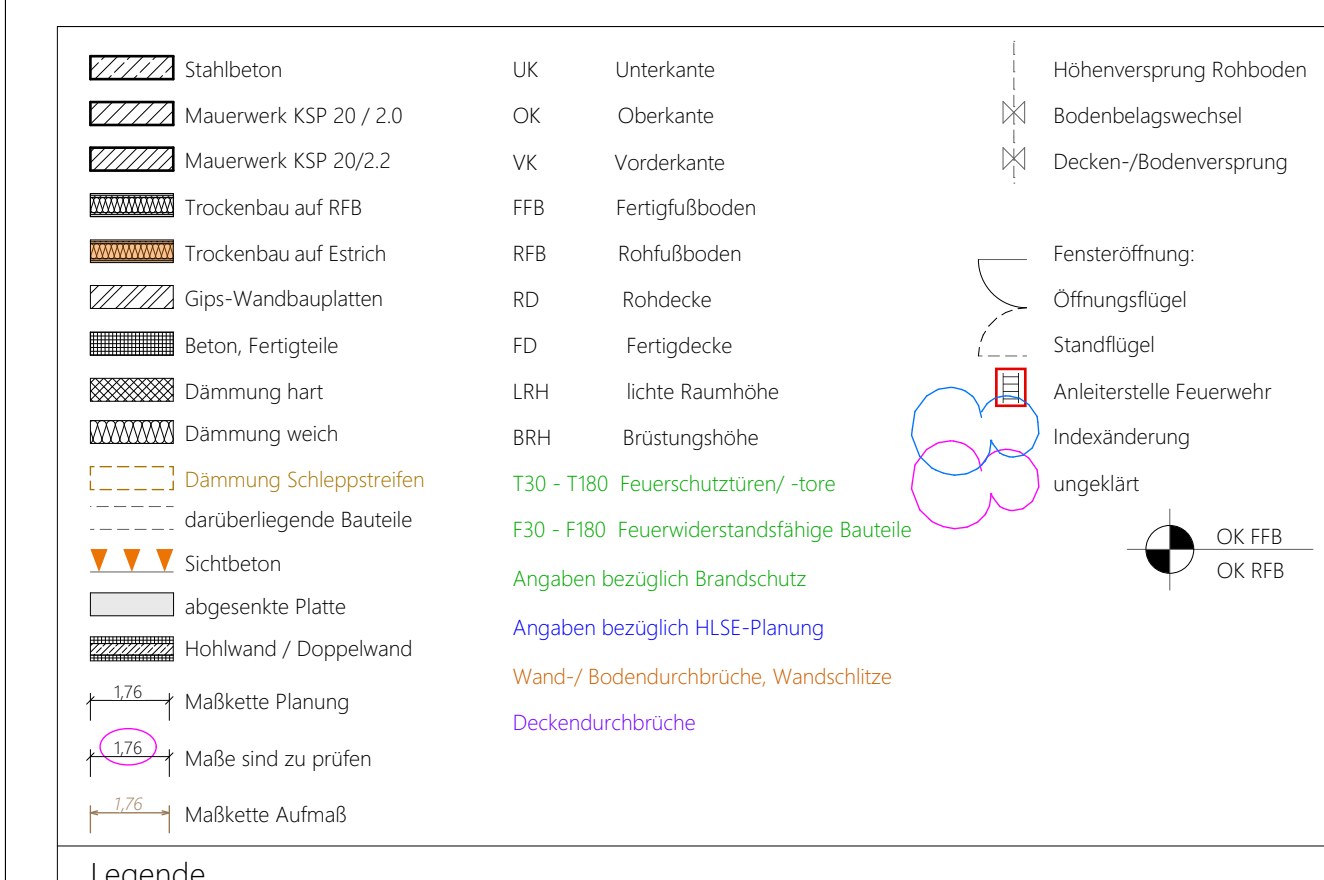 Stahlbeton
Mauerwerk KSP 20 / 2.0
Mauerwerk KSP 20/2.2
Trockenbau auf RFB
Trockenbau auf Estrich
Gips-Wandbauplatten
Beton, Fertigteile
Dämmung hart
Dämmung weich
Dämmung Schleppstreifen
darüberliegende Bauteile
Sichtbeton
abgesenkte Platte
Hohlwand / Doppelwand
1,76 Maßkette Planung
1,76 Maße sind zu prüfen
1,76 Maßkette Aufmaß
UK Unterkante
OK Oberkante
VK Vorderkante
FFB Fertigfußboden
RFB Rohfußboden
RD Rohdecke
FD Fertigdecke
LRH lichte Raumhöhe
BRH Brüstungshöhe
T30 - T180 Feuerschutztüren/ -tore
F30 - F180 Feuerwiderstandsfähige Bauteile
Angaben bezüglich Brandschutz
Angaben bezüglich HLSE-Planung
Wand-/ Bodendurchbrüche, Wandschlitze
Deckendurchbrüche
Höhenversprung Rohboden
Bodenbelagswechsel
Decken-/Bodenversprung
Fensteröffnung:
Öffnungsflügel
Standflügel
Anleiterstelle Feuerwehr
Indexänderung
ungeklärt
OK FFB
OK RFB
Legende